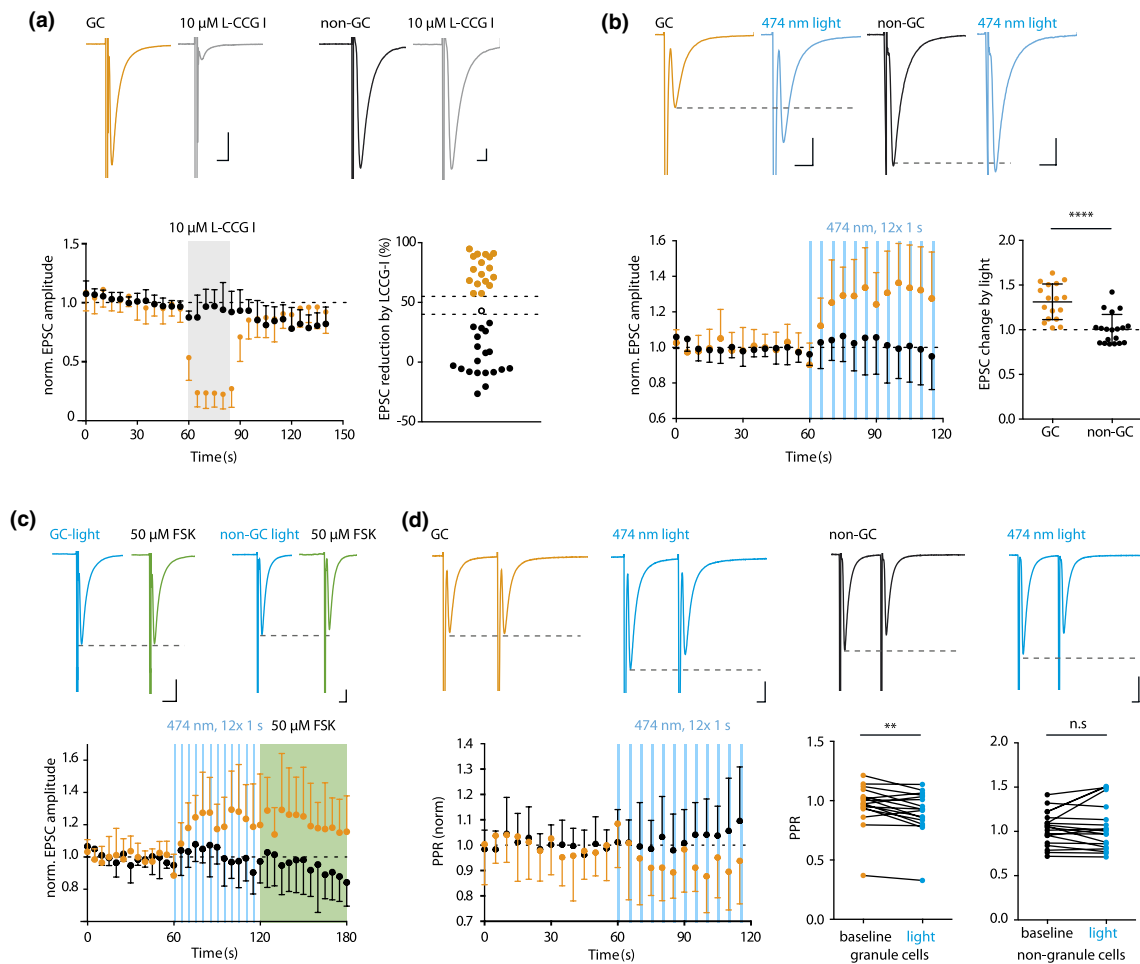 (a)
GC
10 µM L-CCG I
non-GC
10 µM L-CCG I
10 µM L-CCG I
norm. EPSC amplitude
1.5
1.0
0.5
0
0
30
60
90
120
150
Time(s)
EPSC reduction by LCCG-I (%)
100
50
0
-50
(b)
GC
474 nm light
non-GC
474 nm light
474 nm, 12x 1 s
norm. EPSC amplitude
1.6
1.4
1.2
1.0
0.8
0.6
0
30
60
90
120
Time(s)
****
EPSC change by light
2.0
1.5
1.0
0.5
0.0
GC
non-GC
(c)
GC-light
50 µM FSK
non-GC light
50 µM FSK
474 nm, 12x 1 s
50 µM FSK
norm. EPSC amplitude
1.6
1.4
1.2
1.0
0.8
0
60
120
180
Time(s)
(d)
GC
474 nm light
non-GC
474 nm light
474 nm, 12x 1 s
PPR (norm)
1.4
1.3
1.2
1.1
1.0
0.9
0.8
0.7
0
30
60
90
120
Time(s)
**
PPR
1.5
1.0
0.5
0.0
baseline
light
granule cells
n.s
2.0
1.5
1.0
0.5
0.0
baseline
light
non-granule cells